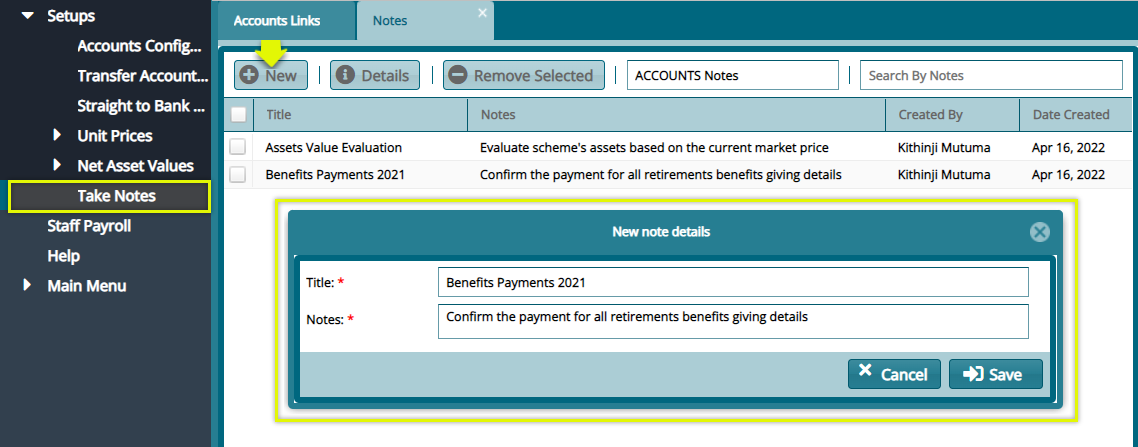 Setups
Accounts Config...
Transfer Account...
Straight to Bank ...
Unit Prices
Net Asset Values
Take Notes
Staff Payroll
Help
Main Menu
Accounts Links Notes
New Details Remove Selected ACCOUNTS Notes Search By Notes
Title Notes Created By Date Created
Assets Value Evaluation Evaluate scheme's assets based on the current market price Kithinji Mutuma Apr 16, 2022
Benefits Payments 2021 Confirm the payment for all retirements benefits giving details Kithinji Mutuma Apr 16, 2022
New note details
Title: * Benefits Payments 2021
Notes: * Confirm the payment for all retirements benefits giving details
Cancel Save